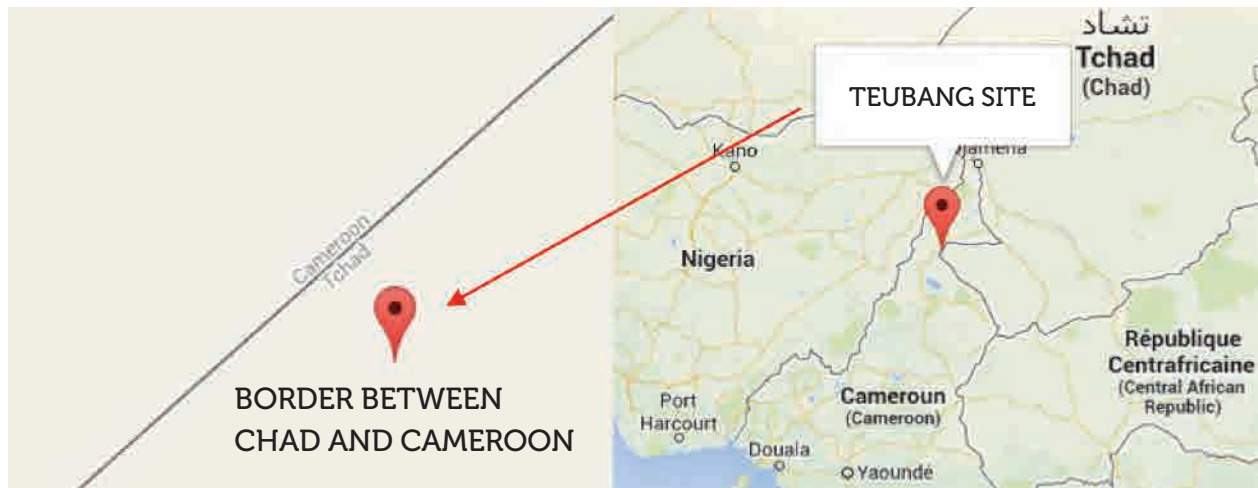 Cameroon
Tchad
BORDER BETWEEN
CHAD AND CAMEROON
تشاد
Tchad
(Chad)
TEUBANG SITE
Kano
Nigeria
République
Centrafricaine
(Central African
Republic)
Cameroun
(Cameroon)
Port
Harcourt
Douala
Yaoundé